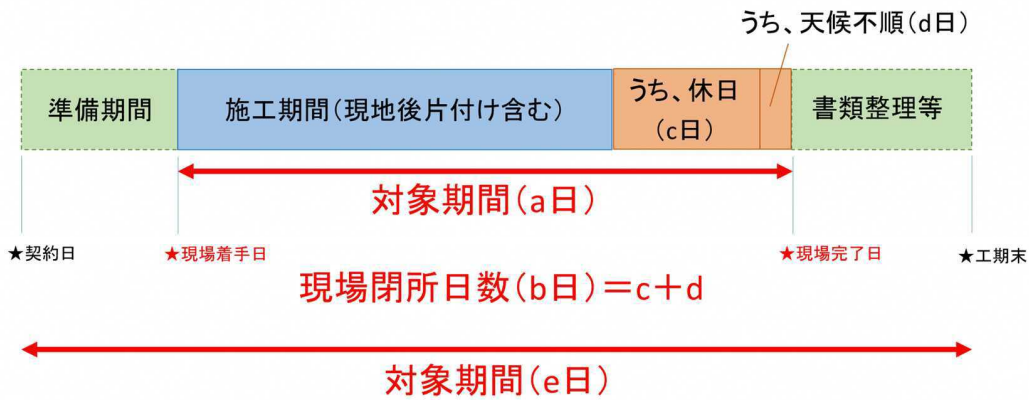 うち、天候不順(d日)
準備期間
施工期間(現地後片付け含む)
うち、休日
(c日)
書類整理等
対象期間(a日)
★契約日
★現場着手日
★現場完了日
★工期末
現場閉所日数(b日)=c+d
対象期間(e日)